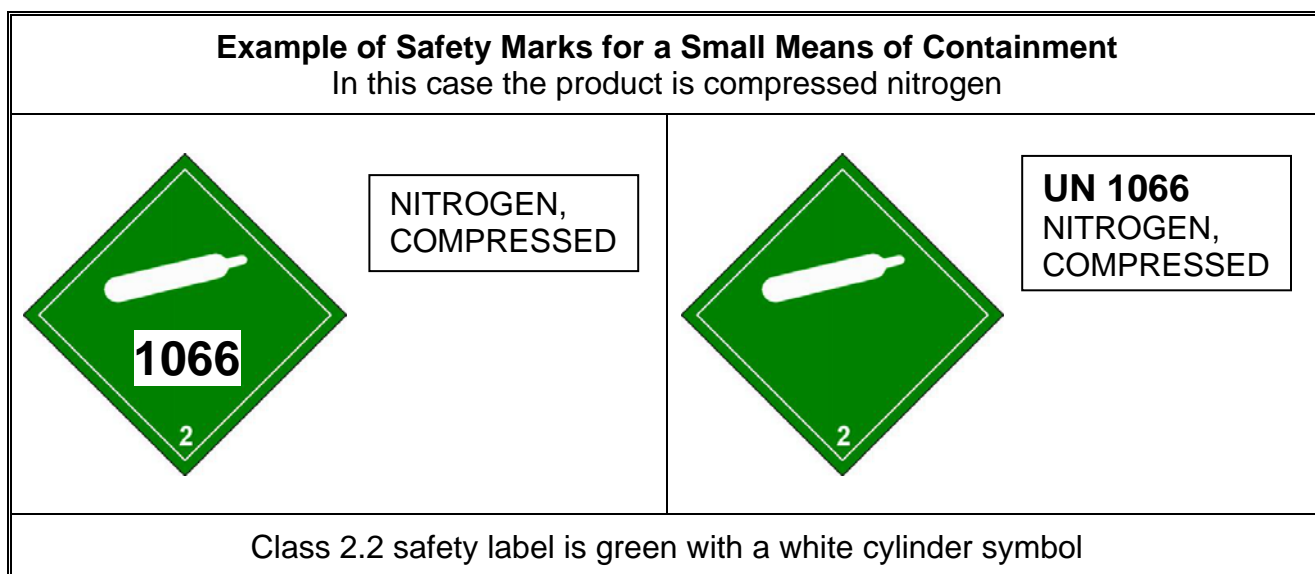 Example of Safety Marks for a Small Means of Containment
In this case the product is compressed nitrogen
1066
2
NITROGEN,
COMPRESSED
2
UN 1066
NITROGEN,
COMPRESSED
Class 2.2 safety label is green with a white cylinder symbol